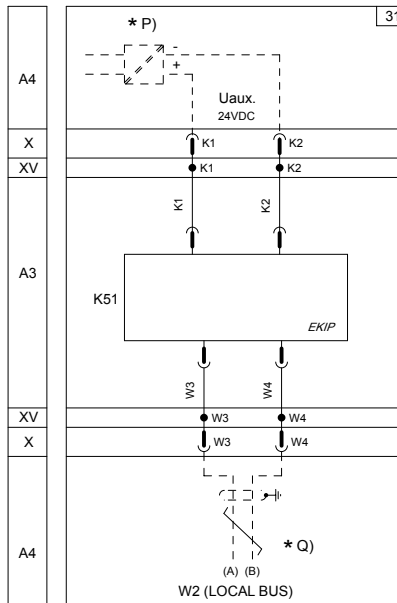 31
* P)
-
+
A4
Uaux.
24VDC
X
K1
K2
XV
K1
K2
K1
K2
A3
K51
EKIP
W3
W4
XV
W3
W4
X
W3
W4
A4
* Q)
(A) (B)
W2 (LOCAL BUS)